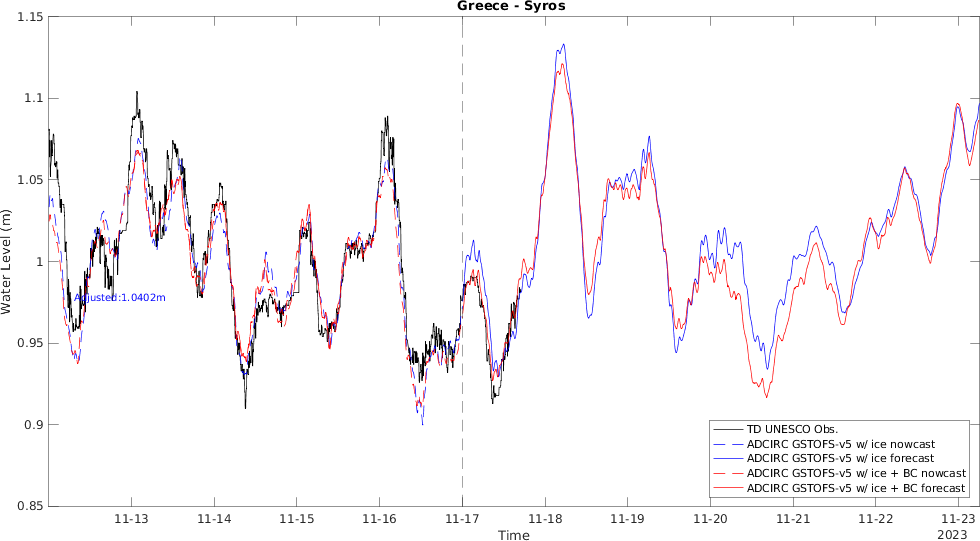 Greece - Syros
1.15
1.1
1.05
1
0.95
0.9
0.85
Water Level (m)
Adjusted:1.0402m
TD UNESCO Obs.
ADCIRC GSTOFS-v5 w/ ice nowcast
ADCIRC GSTOFS-v5 w/ ice forecast
ADCIRC GSTOFS-v5 w/ ice + BC nowcast
ADCIRC GSTOFS-v5 w/ ice + BC forecast
11-13 11-14 11-15 11-16 11-17 11-18 11-19 11-20 11-21 11-22 11-23
Time 2023